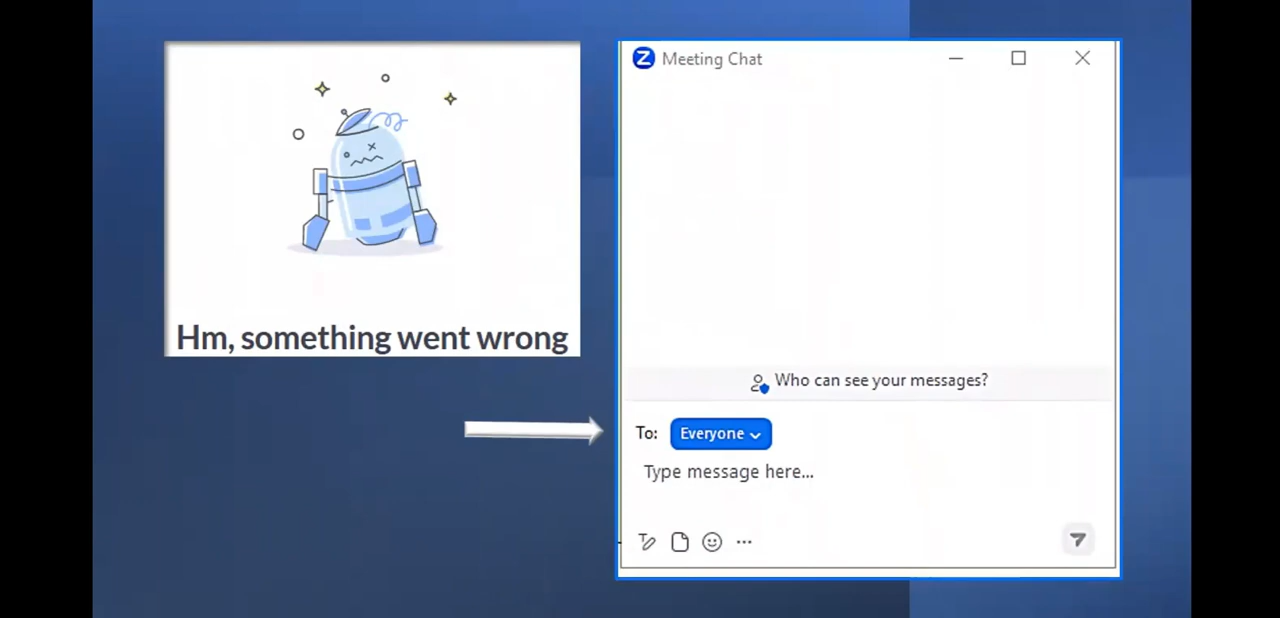 Hm, something went wrong
Meeting Chat
Who can see your messages?
To: Everyone
Type message here...